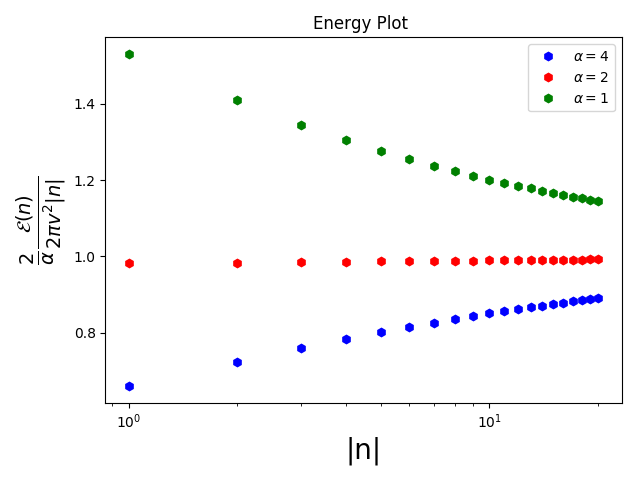 Energy Plot
α = 4
α = 2
α = 1
1.4
1.2
1.0
0.8
2/α ℰ(n)/2πv²|n|
10⁰
10¹
|n|